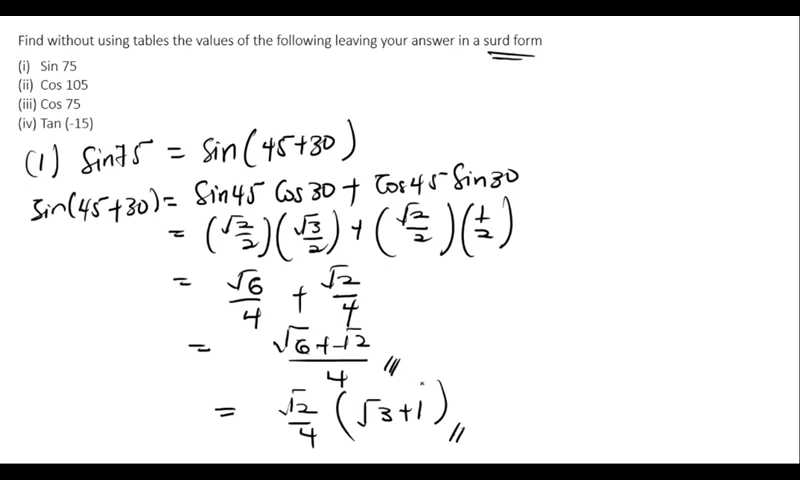 Find without using tables the values of the following leaving your answer in a surd form
(i) Sin 75
(ii) Cos 105
(iii) Cos 75
(iv) Tan (-15)
(1) Sin75 = Sin(45+30)
Sin(45+30) = Sin45 Cos30 + Cos45 Sin30
= (√2/2)(√3/2) + (√2/2)(1/2)
= √6/4 + √2/4
= √6+√2/4 //
= √2/4 (√3+1) //